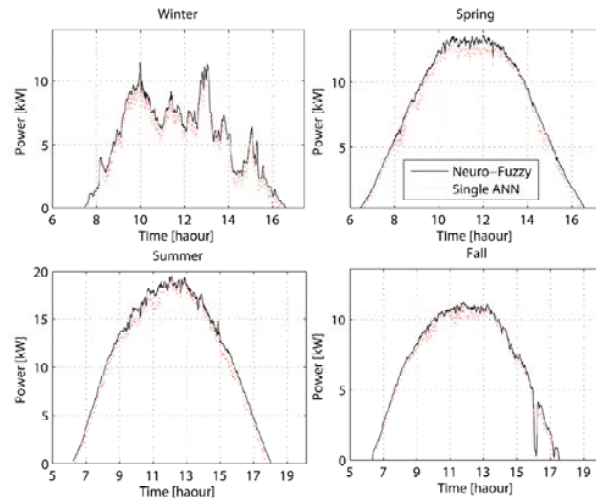 Winter
Power [kW]
10
5
0
6 8 10 12 14 16
Time [haour]
Spring
Power [kW]
10
5
6 8 10 12 14 16
Time [haour]
Neuro-Fuzzy
Single ANN
Summer
Power [kW]
20
15
10
5
0
5 7 9 11 13 15 17 19
Time [haour]
Fall
Power [kW]
10
5
0
5 7 9 11 13 15 17 19
Time [haour]